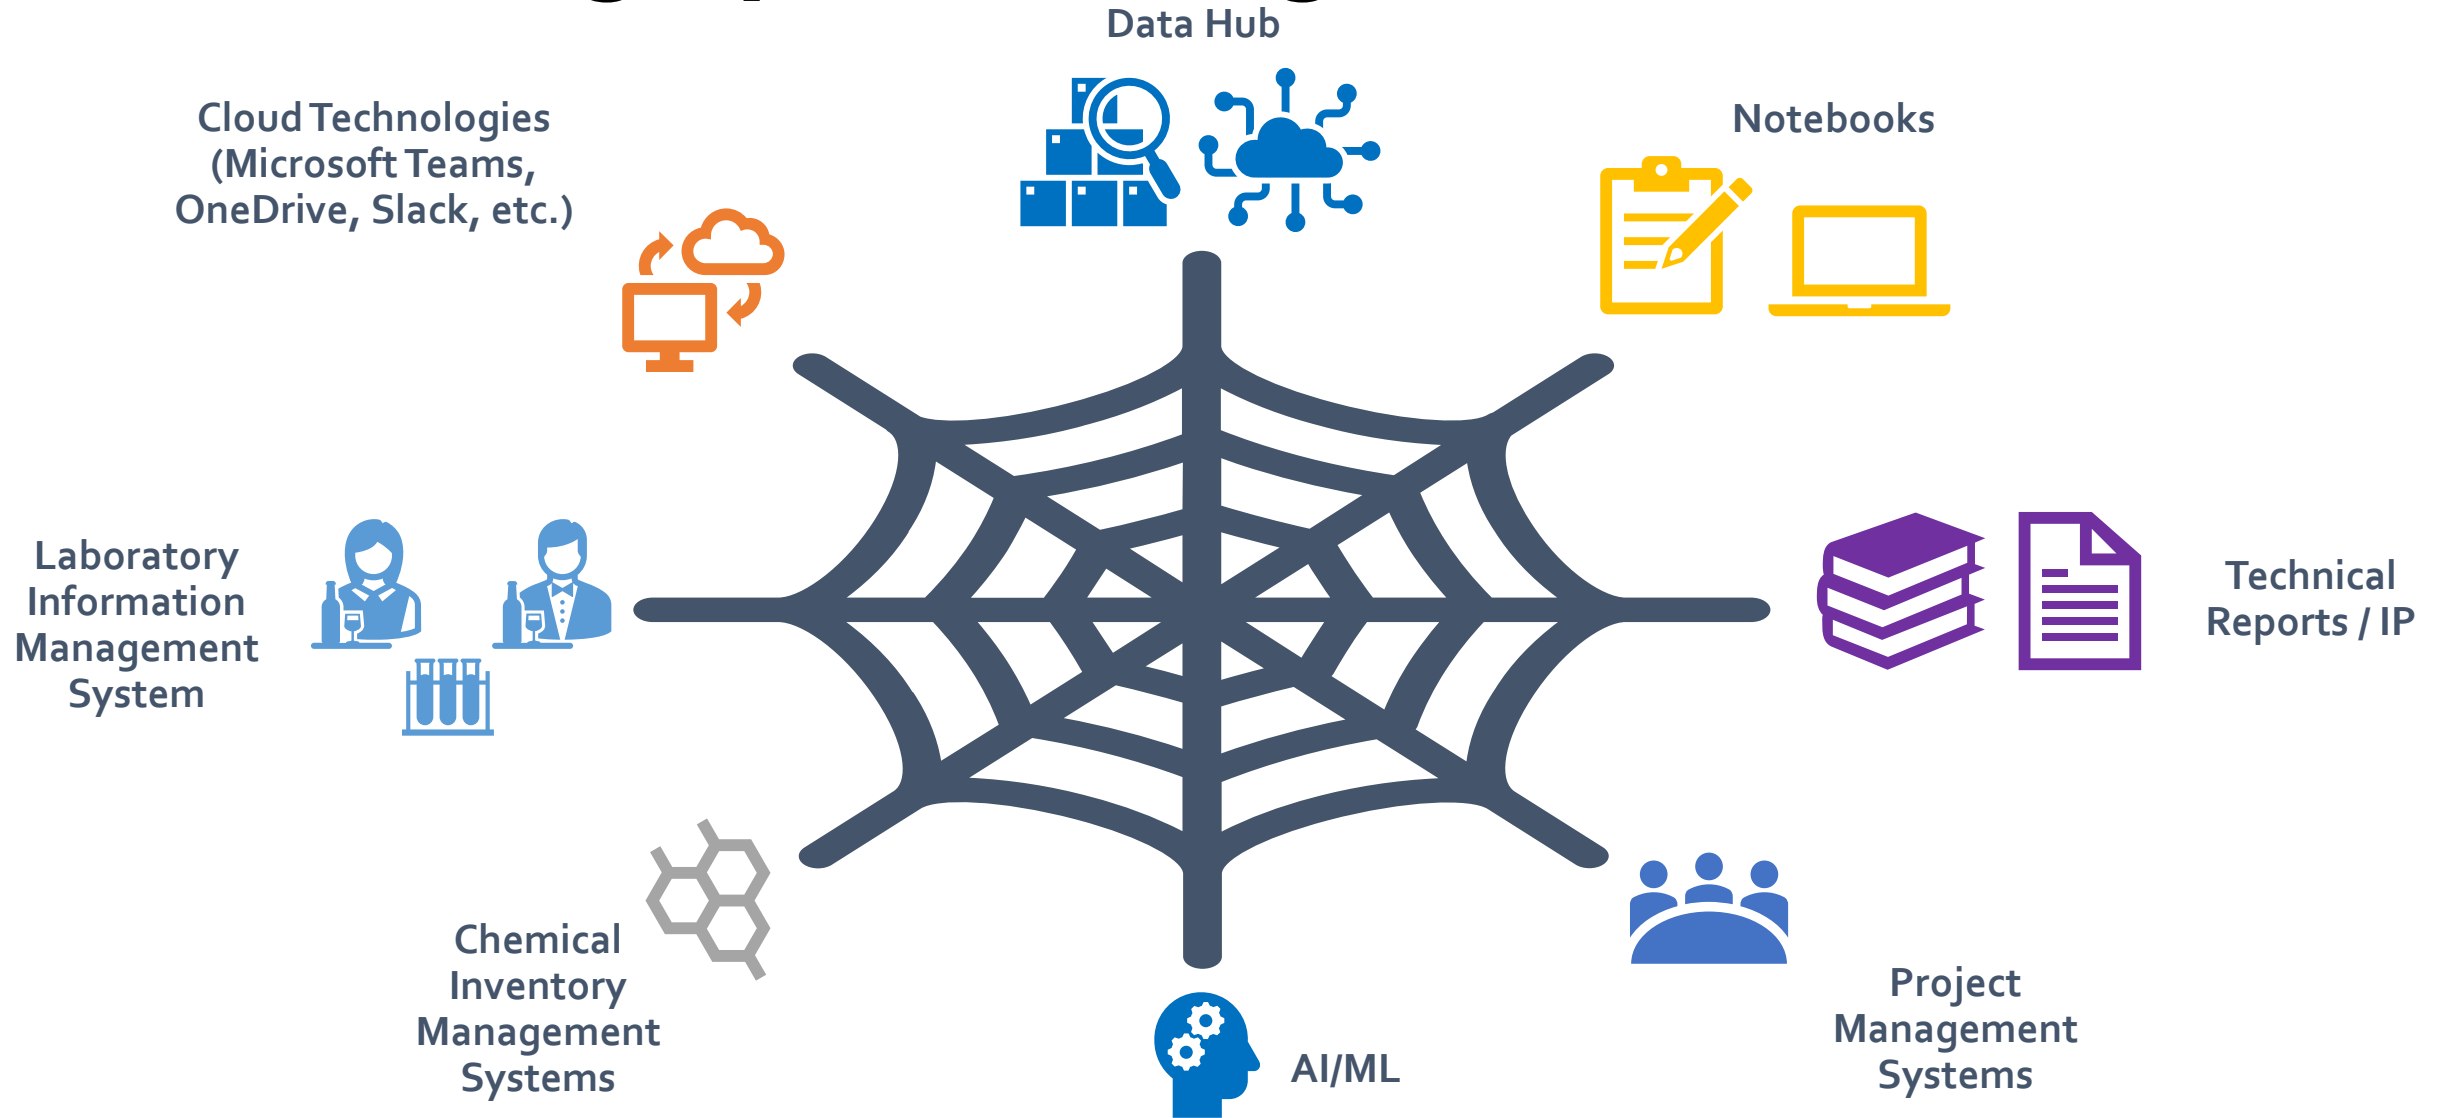 Data Hub
Cloud Technologies
(Microsoft Teams,
OneDrive, Slack, etc.)
Notebooks
Laboratory
Information
Management
System
Technical
Reports / IP
Chemical
Inventory
Management
Systems
AI/ML
Project
Management
Systems